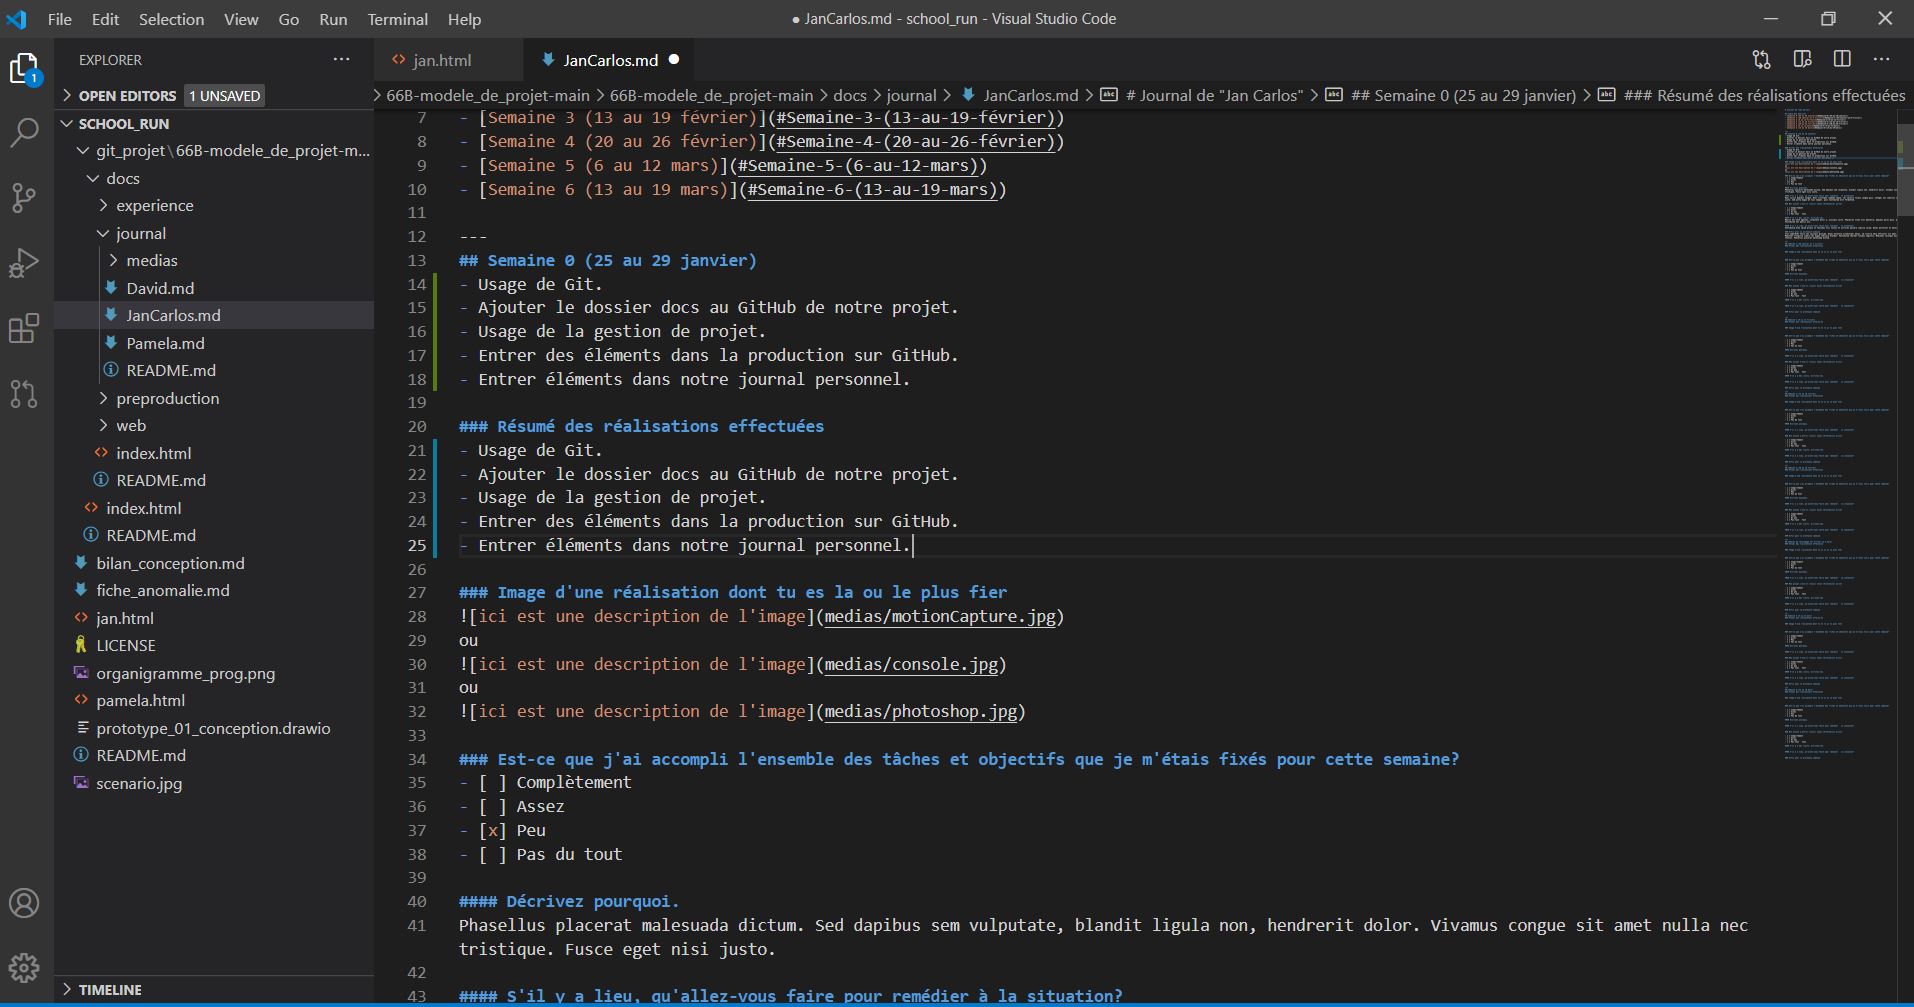 File Edit Selection View Go Run Terminal Help
● JanCarlos.md - school_run - Visual Studio Code
EXPLORER ···
jan.html
JanCarlos.md ●
1
OPEN EDITORS 1 UNSAVED
66B-modele_de_projet-main > 66B-modele_de_projet-main > docs > journal > JanCarlos.md > # Journal de "Jan Carlos" > ## Semaine 0 (25 au 29 janvier) > ### Résumé des réalisations effectuées
SCHOOL_RUN
git_projet\66B-modele_de_projet-m...
docs
experience
journal
medias
David.md
JanCarlos.md
Pamela.md
README.md
preproduction
web
index.html
README.md
index.html
README.md
bilan_conception.md
fiche_anomalie.md
jan.html
LICENSE
organigramme_prog.png
pamela.html
prototype_01_conception.drawio
README.md
scenario.jpg
TIMELINE
7 - [Semaine 3 (13 au 19 février)](#Semaine-3-(13-au-19-février))
8 - [Semaine 4 (20 au 26 février)](#Semaine-4-(20-au-26-février))
9 - [Semaine 5 (6 au 12 mars)](#Semaine-5-(6-au-12-mars))
10 - [Semaine 6 (13 au 19 mars)](#Semaine-6-(13-au-19-mars))
11
12 ---
13 ## Semaine 0 (25 au 29 janvier)
14 - Usage de Git.
15 - Ajouter le dossier docs au GitHub de notre projet.
16 - Usage de la gestion de projet.
17 - Entrer des éléments dans la production sur GitHub.
18 - Entrer éléments dans notre journal personnel.
19
20 ### Résumé des réalisations effectuées
21 - Usage de Git.
22 - Ajouter le dossier docs au GitHub de notre projet.
23 - Usage de la gestion de projet.
24 - Entrer des éléments dans la production sur GitHub.
25 - Entrer éléments dans notre journal personnel.
26
27 ### Image d'une réalisation dont tu es la ou le plus fier
28 ![ici est une description de l'image](medias/motionCapture.jpg)
29 ou
30 ![ici est une description de l'image](medias/console.jpg)
31 ou
32 ![ici est une description de l'image](medias/photoshop.jpg)
33
34 ### Est-ce que j'ai accompli l'ensemble des tâches et objectifs que je m'étais fixés pour cette semaine?
35 - [ ] Complètement
36 - [ ] Assez
37 - [x] Peu
38 - [ ] Pas du tout
39
40 #### Décrivez pourquoi.
41 Phasellus placerat malesuada dictum. Sed dapibus sem vulputate, blandit ligula non, hendrerit dolor. Vivamus congue sit amet nulla nec
tristique. Fusce eget nisi justo.
42
43 #### S'il y a lieu, qu'allez-vous faire pour remédier à la situation?